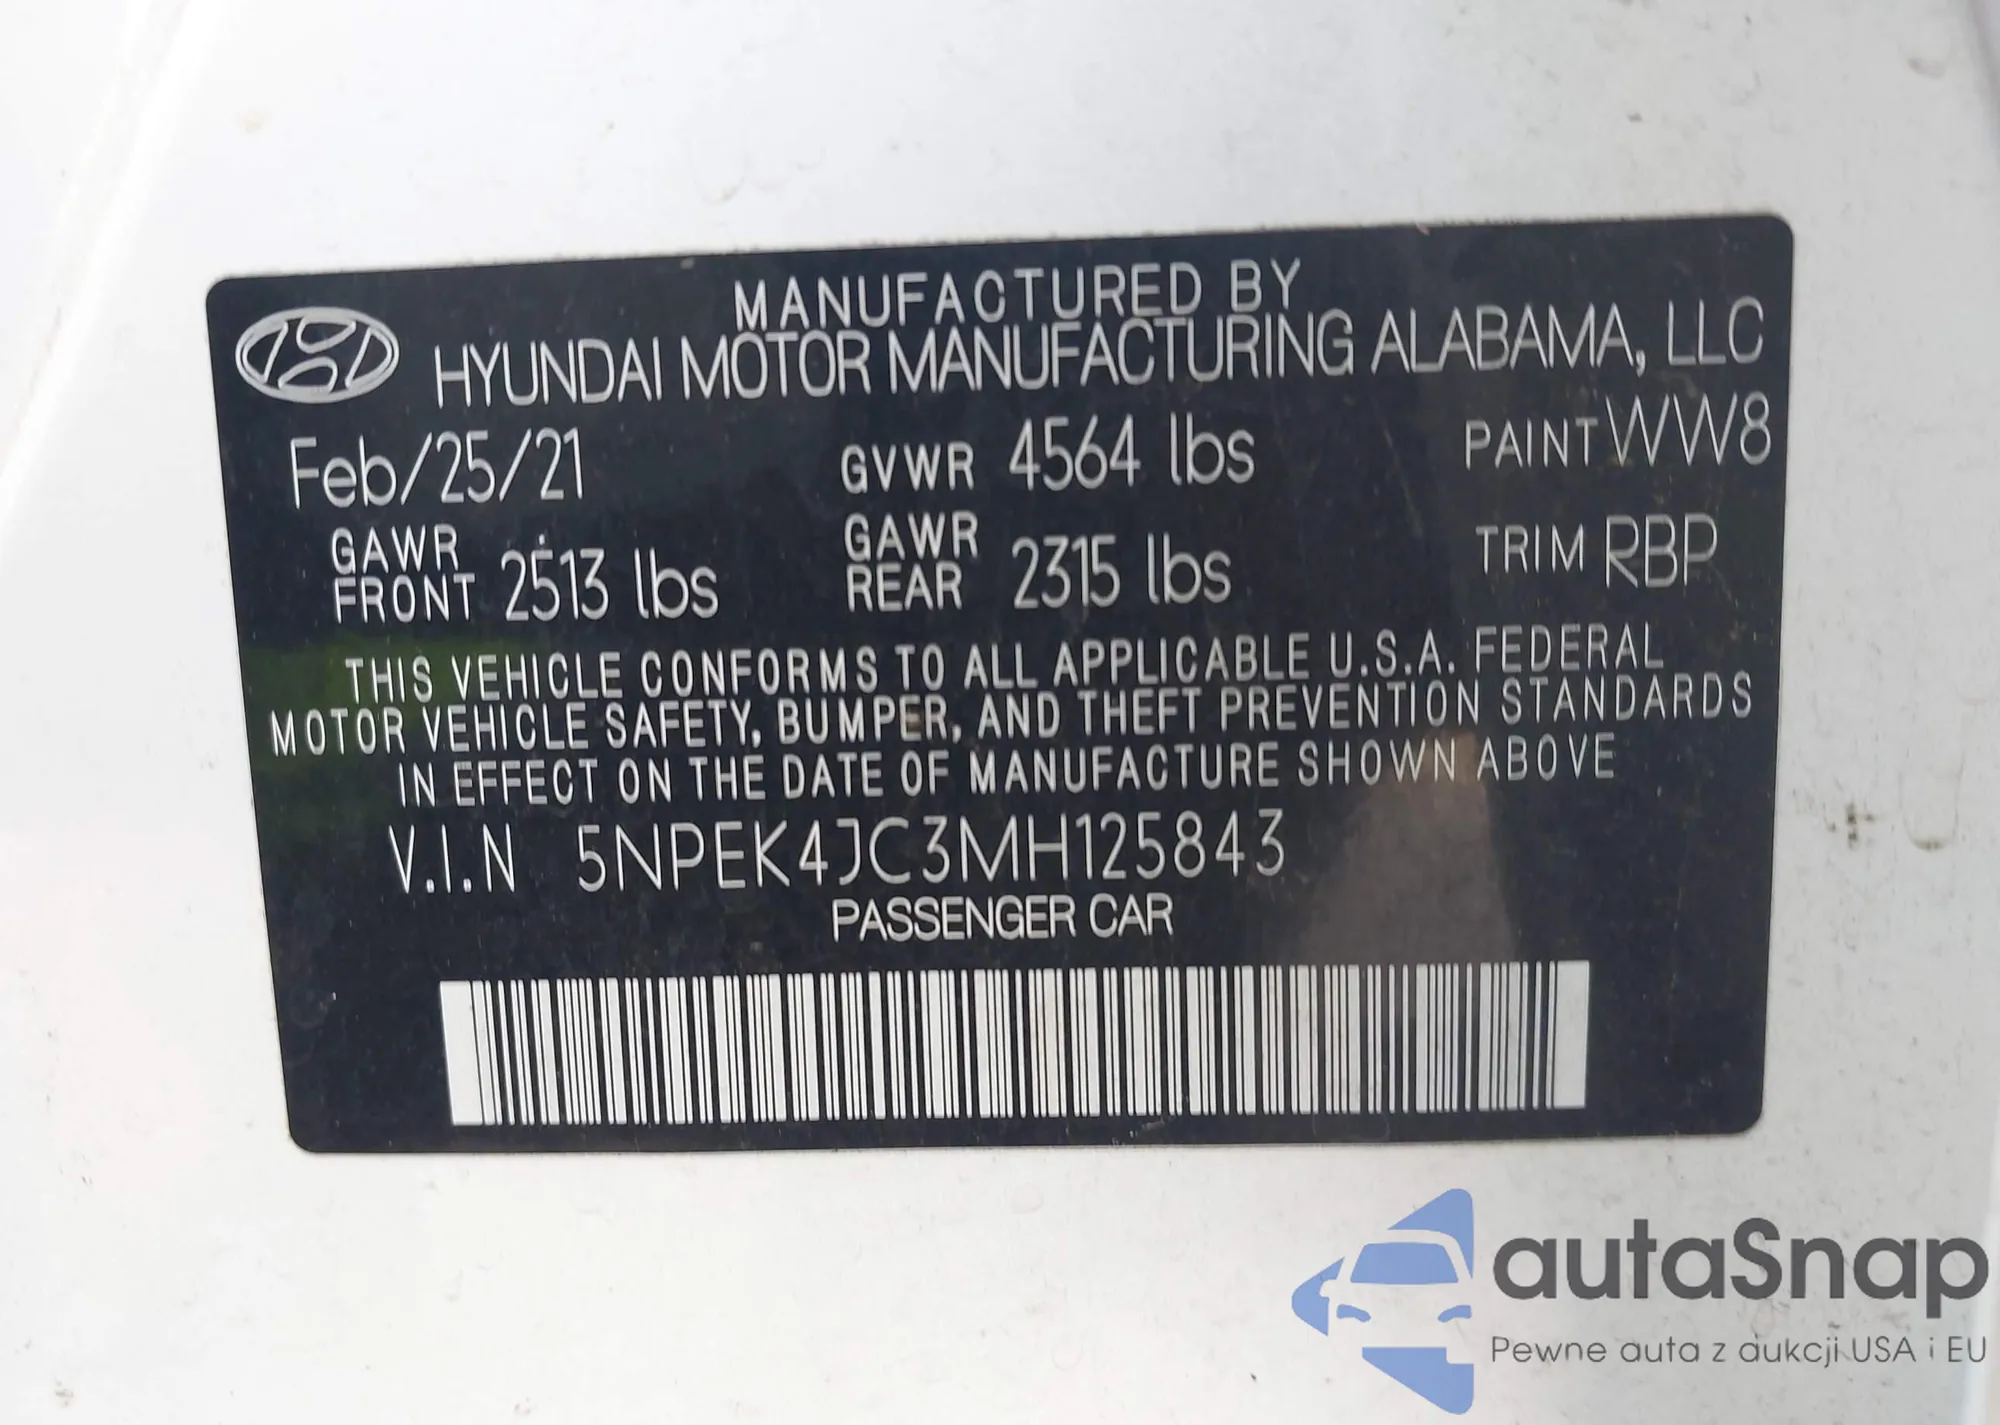 MANUFACTURED BY
HYUNDAI MOTOR MANUFACTURING ALABAMA, LLC
Feb/25/21 GVWR 4564 lbs PAINT WW8
GAWR FRONT 2513 lbs GAWR REAR 2315 lbs TRIM RBP
THIS VEHICLE CONFORMS TO ALL APPLICABLE U.S.A. FEDERAL
MOTOR VEHICLE SAFETY, BUMPER, AND THEFT PREVENTION STANDARDS
IN EFFECT ON THE DATE OF MANUFACTURE SHOWN ABOVE
V.I.N 5NPEK4JC3MH125843
PASSENGER CAR
autaSnap
Pewne auta z aukcji USA i EU